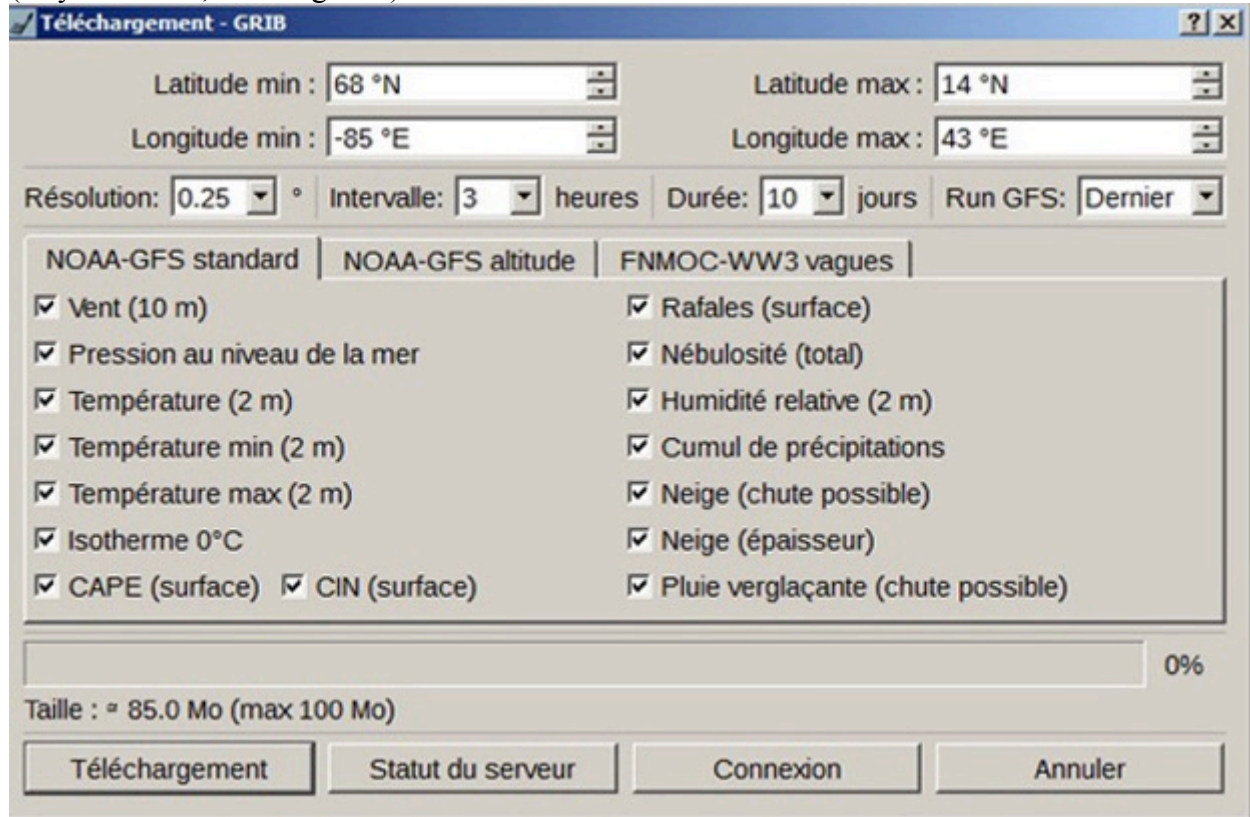 Téléchargement - GRIB
Latitude min : 68 °N Latitude max : 14 °N
Longitude min : -85 °E Longitude max : 43 °E
Résolution: 0.25 ° Intervalle: 3 heures Durée: 10 jours Run GFS: Dernier
NOAA-GFS standard NOAA-GFS altitude FNMOC-WW3 vagues
Vent (10 m) Rafales (surface)
Pression au niveau de la mer Nébulosité (total)
Température (2 m) Humidité relative (2 m)
Température min (2 m) Cumul de précipitations
Température max (2 m) Neige (chute possible)
Isotherme 0°C Neige (épaisseur)
CAPE (surface) CIN (surface) Pluie verglaçante (chute possible)
0%
Taille : 85.0 Mo (max 100 Mo)
Téléchargement Statut du serveur Connexion Annuler